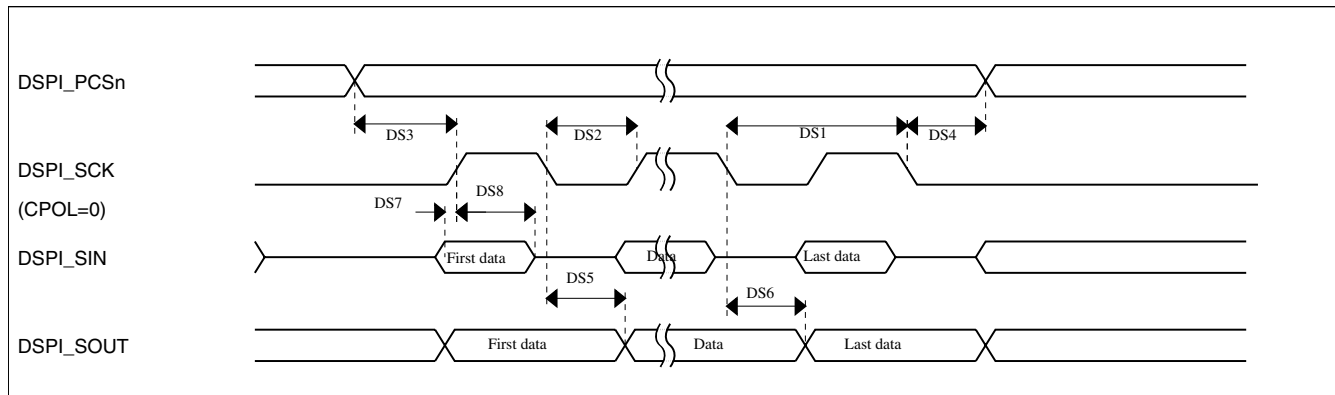 DSPI_PCSn
DS3
DS2
DS1
DS4
DSPI_SCK
(CPOL=0)
DS7
DS8
DSPI_SIN
First data
Data
Last data
DS5
DS6
DSPI_SOUT
First data
Data
Last data